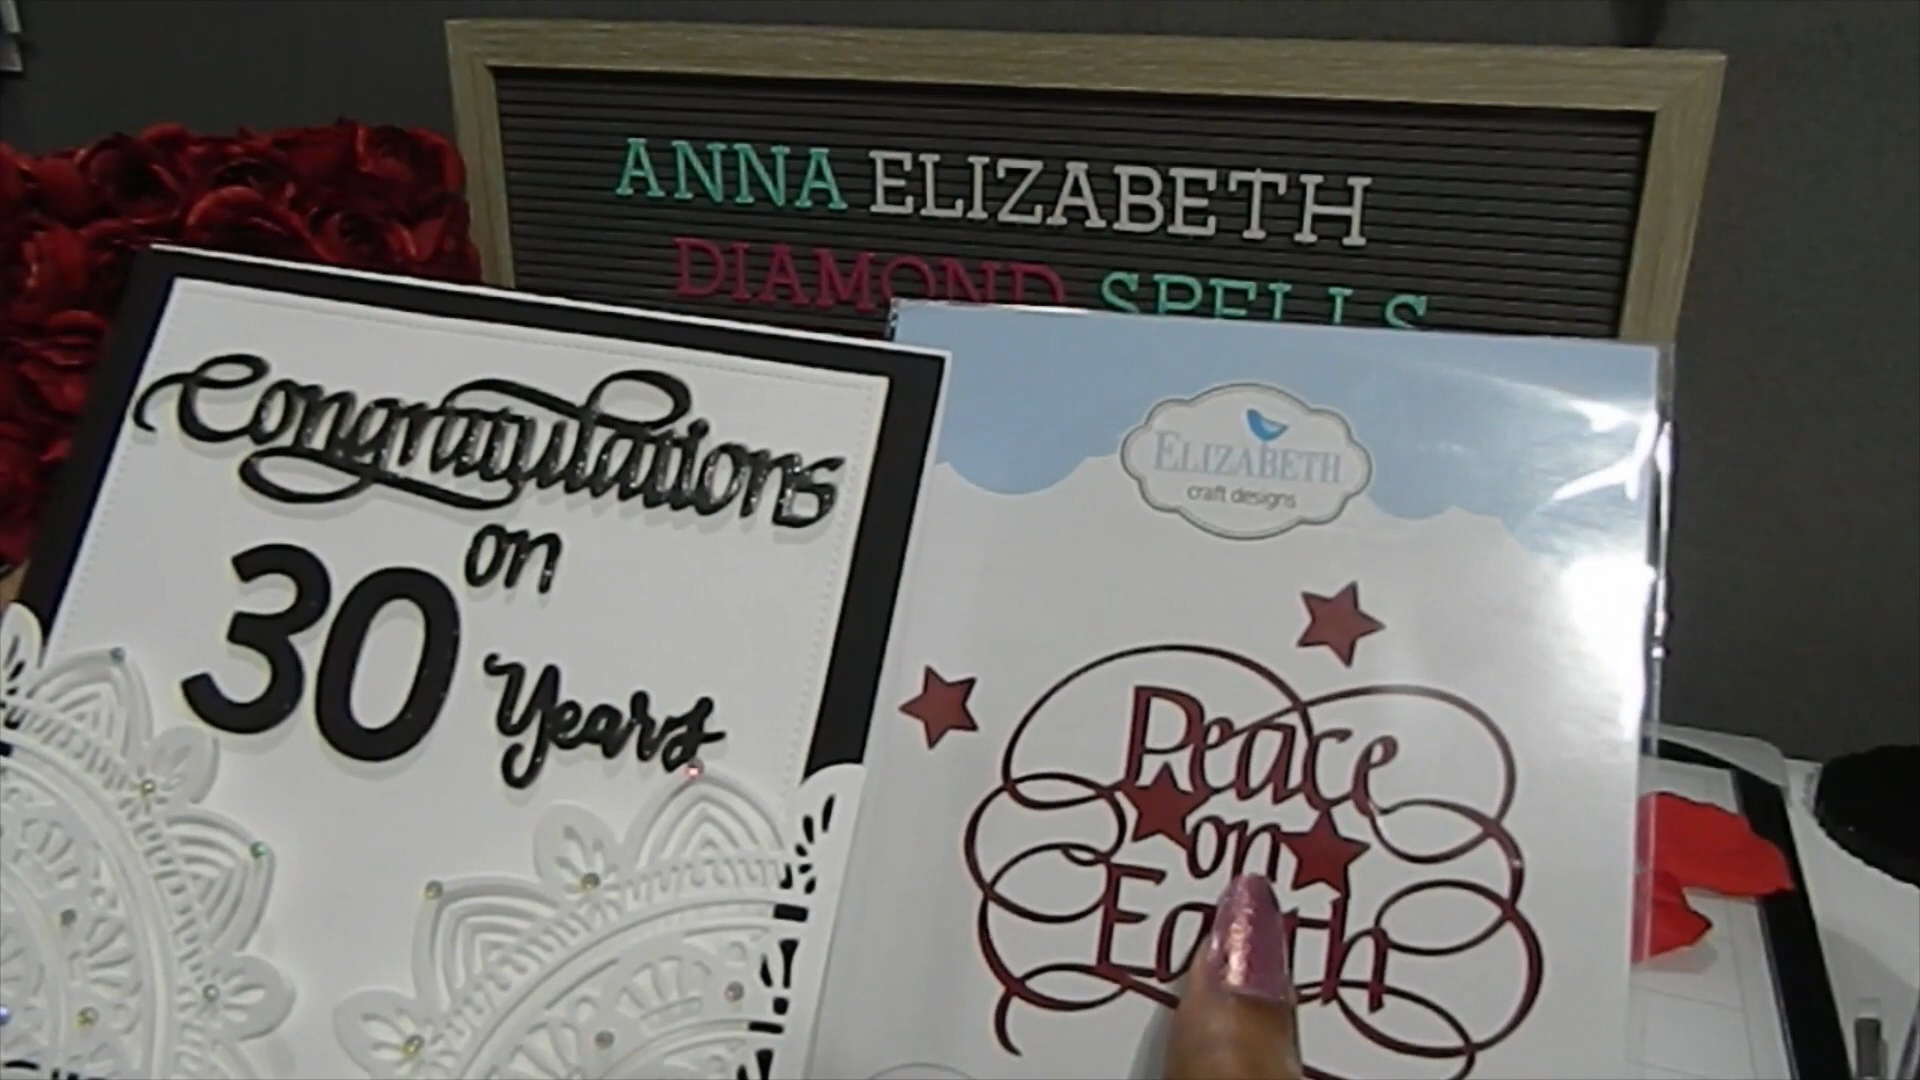 ANNA ELIZABETH
DIAMOND SPELLS
Congratulations
on
30
Years
ELIZABETH
craft designs
Peace
on
Earth